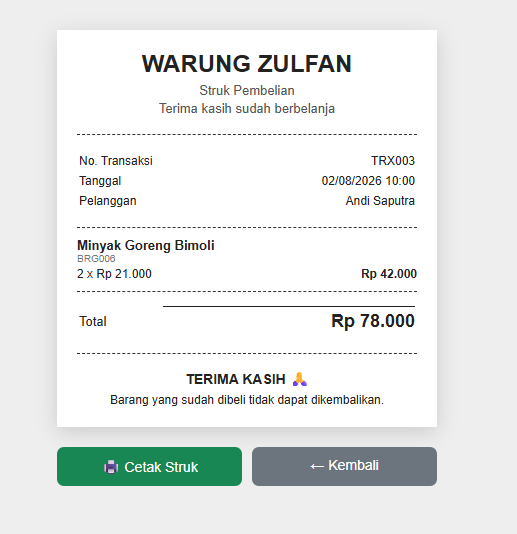 WARUNG ZULFAN
Struk Pembelian
Terima kasih sudah berbelanja
No. Transaksi TRX003
Tanggal 02/08/2026 10:00
Pelanggan Andi Saputra
Minyak Goreng Bimoli
BRG006
2 x Rp 21.000 Rp 42.000
Total Rp 78.000
TERIMA KASIH 🙏
Barang yang sudah dibeli tidak dapat dikembalikan.
🖨 Cetak Struk ← Kembali